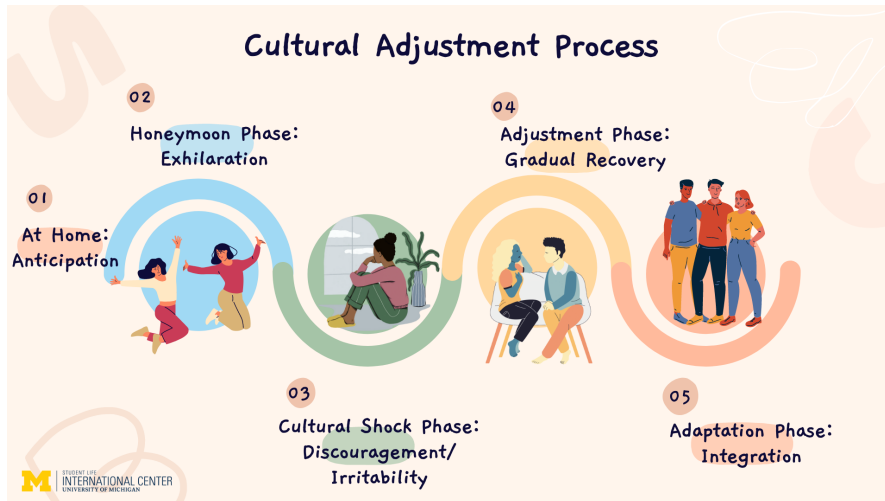 Cultural Adjustment Process
01
At Home:
Anticipation
02
Honeymoon Phase:
Exhilaration
03
Cultural Shock Phase:
Discouragement/
Irritability
04
Adjustment Phase:
Gradual Recovery
05
Adaptation Phase:
Integration
M
STUDENT LIFE
INTERNATIONAL CENTER
UNIVERSITY OF MICHIGAN